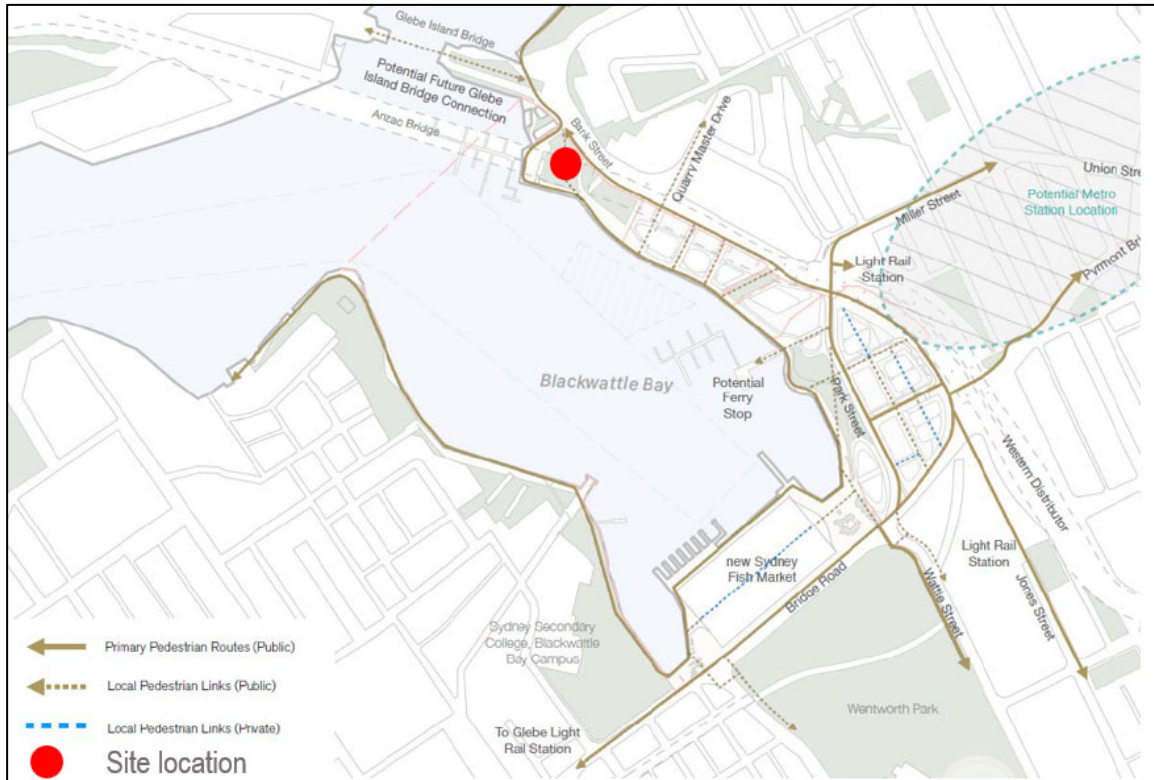 Glebe Island Bridge
Potential Future Glebe
Island Bridge Connection
Anzac Bridge
Bank Street
Quarry Master Drive
Miller Street
Union Stre
Potential Metro
Station Location
Pyrmont Bri
Light Rail
Station
Blackwattle Bay
Potential
Ferry
Stop
Park Street
Western Distributor
new Sydney
Fish Market
Bridge Road
Light Rail
Station
Wattle Street
Jones Street
Sydney Secondary
College, Blackwattle
Bay Campus
Wentworth Park
To Glebe Light
Rail Station
Primary Pedestrian Routes (Public)
Local Pedestrian Links (Public)
Local Pedestrian Links (Private)
Site location